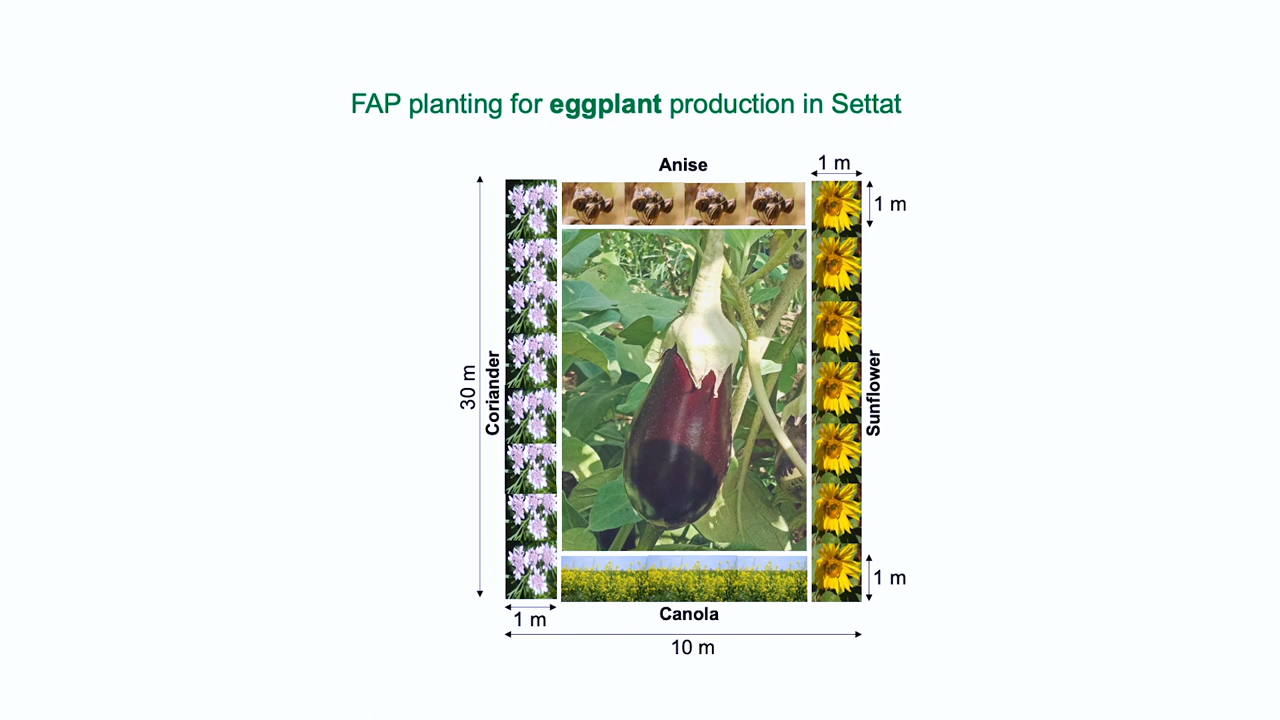 FAP planting for eggplant production in Settat
Anise
1 m
1 m
30 m
Coriander
Sunflower
1 m
1 m
Canola
10 m